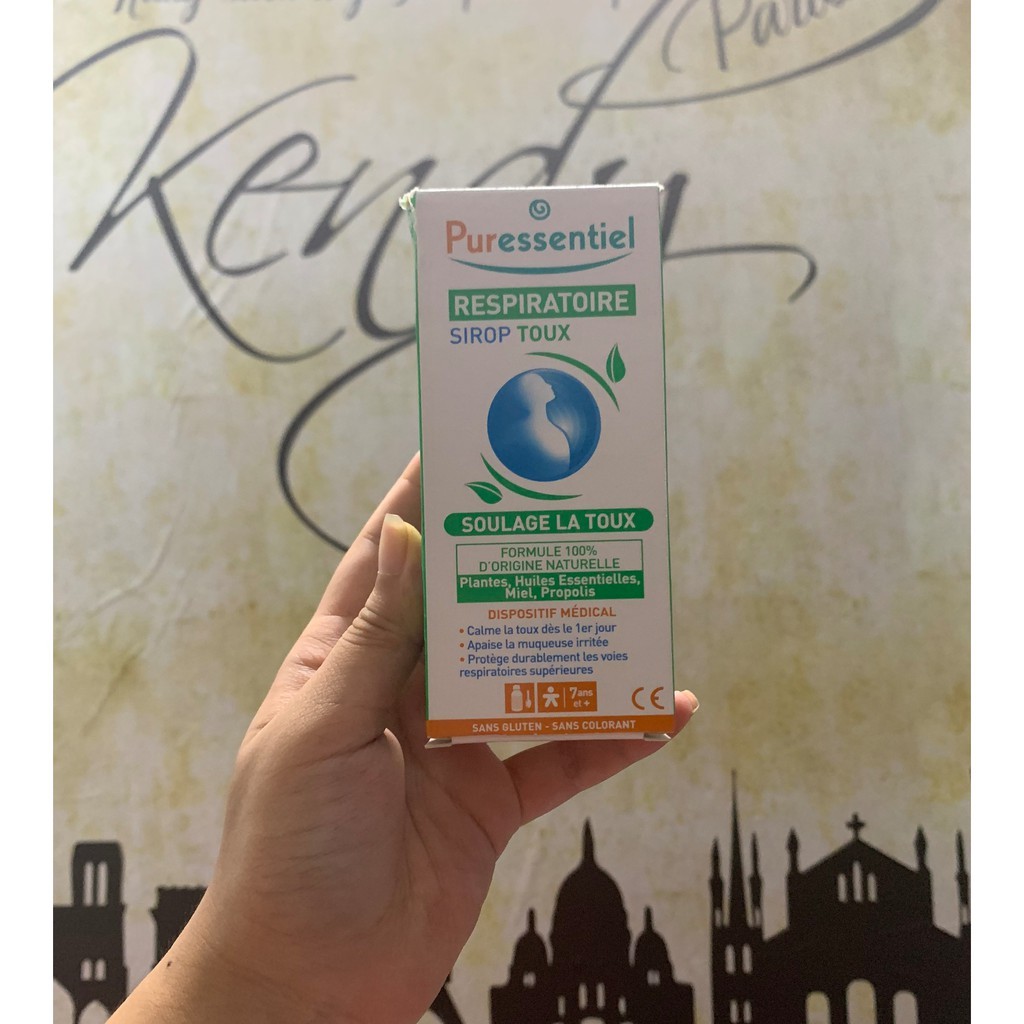 Paris
Kendy
Puressentiel
RESPIRATOIRE
SIROP TOUX
SOULAGE LA TOUX
FORMULE 100%
D'ORIGINE NATURELLE
Plantes, Huiles Essentielles,
Miel, Propolis
DISPOSITIF MÉDICAL
• Calme la toux dès le 1er jour
• Apaise la muqueuse irritée
• Protège durablement les voies
respiratoires supérieures
7 ans
et +
CE
SANS GLUTEN - SANS COLORANT